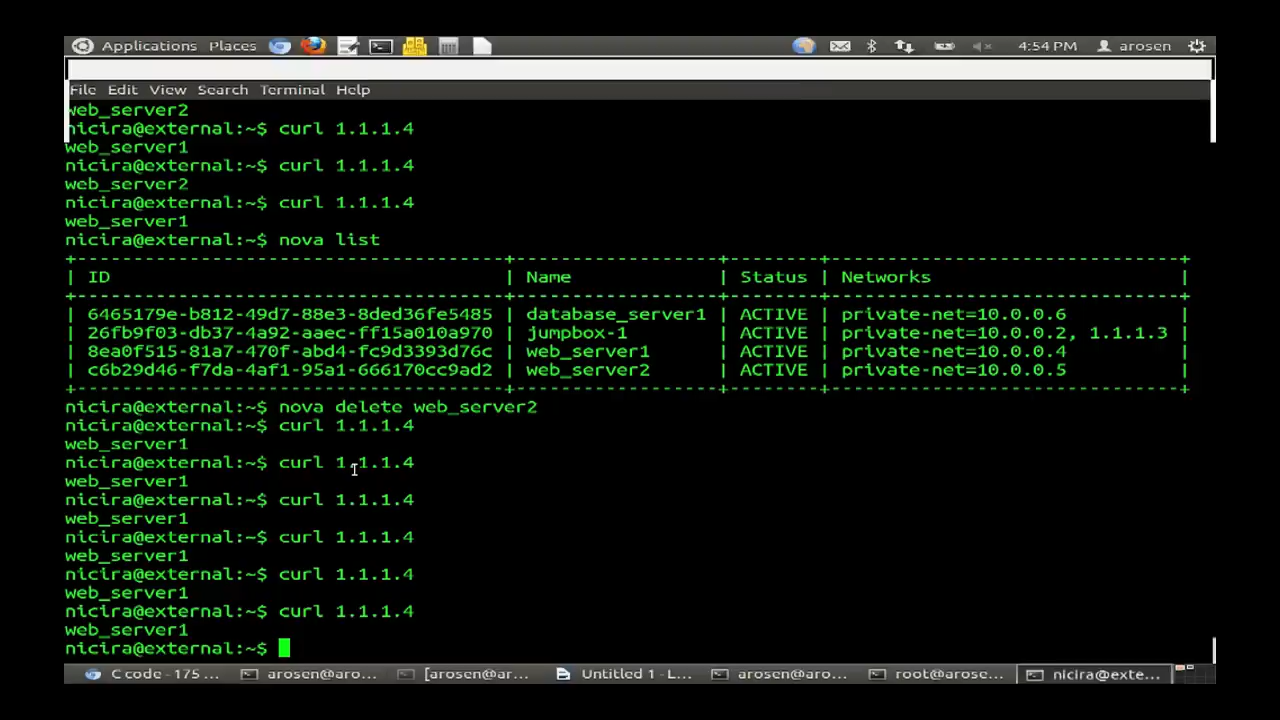 Applications Places 4:54 PM arosen
File Edit View Search Terminal Help
web_server2
nicira@external:~$ curl 1.1.1.4
web_server1
nicira@external:~$ curl 1.1.1.4
web_server2
nicira@external:~$ curl 1.1.1.4
web_server1
nicira@external:~$ nova list
+--------------------------------------+------------------+--------+--------------------------------+
| ID | Name | Status | Networks |
+--------------------------------------+------------------+--------+--------------------------------+
| 6465179e-b812-49d7-88e3-8ded36fe5485 | database_server1 | ACTIVE | private-net=10.0.0.6 |
| 26fb9f03-db37-4a92-aaec-ff15a010a970 | jumpbox-1 | ACTIVE | private-net=10.0.0.2, 1.1.1.3 |
| 8ea0f515-81a7-470f-abd4-fc9d3393d76c | web_server1 | ACTIVE | private-net=10.0.0.4 |
| c6b29d46-f7da-4af1-95a1-666170cc9ad2 | web_server2 | ACTIVE | private-net=10.0.0.5 |
+--------------------------------------+------------------+--------+--------------------------------+
nicira@external:~$ nova delete web_server2
nicira@external:~$ curl 1.1.1.4
web_server1
nicira@external:~$ curl 1.1.1.4
web_server1
nicira@external:~$ curl 1.1.1.4
web_server1
nicira@external:~$ curl 1.1.1.4
web_server1
nicira@external:~$ curl 1.1.1.4
web_server1
nicira@external:~$ curl 1.1.1.4
web_server1
nicira@external:~$
C code - 175 ... arosen@aro... [arosen@ar... Untitled 1 - L... arosen@aro... root@arose... nicira@exte...